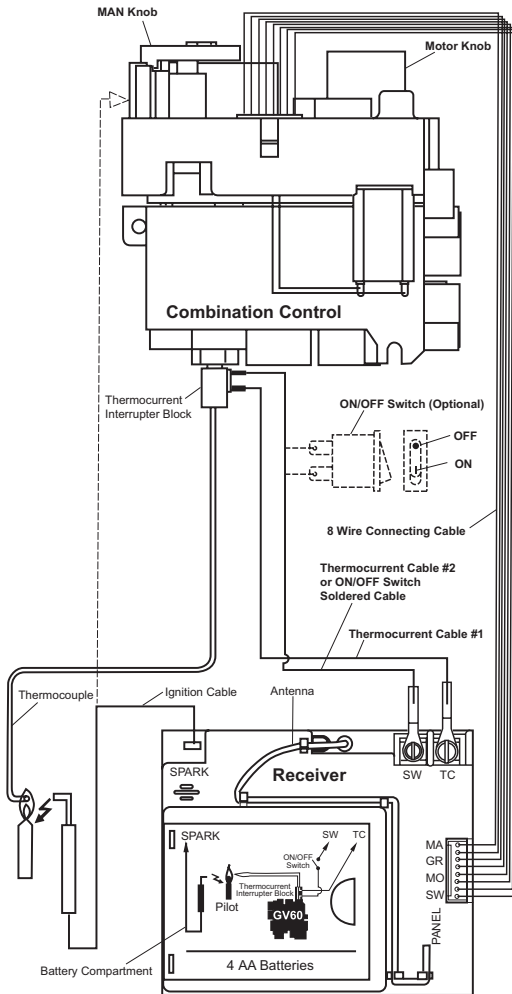 MAN Knob
Motor Knob
Combination Control
Thermocurrent
Interrupter Block
ON/OFF Switch (Optional)
OFF
ON
8 Wire Connecting Cable
Thermocurrent Cable #2
or ON/OFF Switch
Soldered Cable
Thermocurrent Cable #1
Thermocouple
Ignition Cable
Antenna
SPARK
Receiver
SW
TC
MA
GR
MO
SW
PANEL
SPARK
SW
TC
ON/OFF
Switch
Thermocurrent
Interrupter Block
Pilot
GV60
Battery Compartment
4 AA Batteries